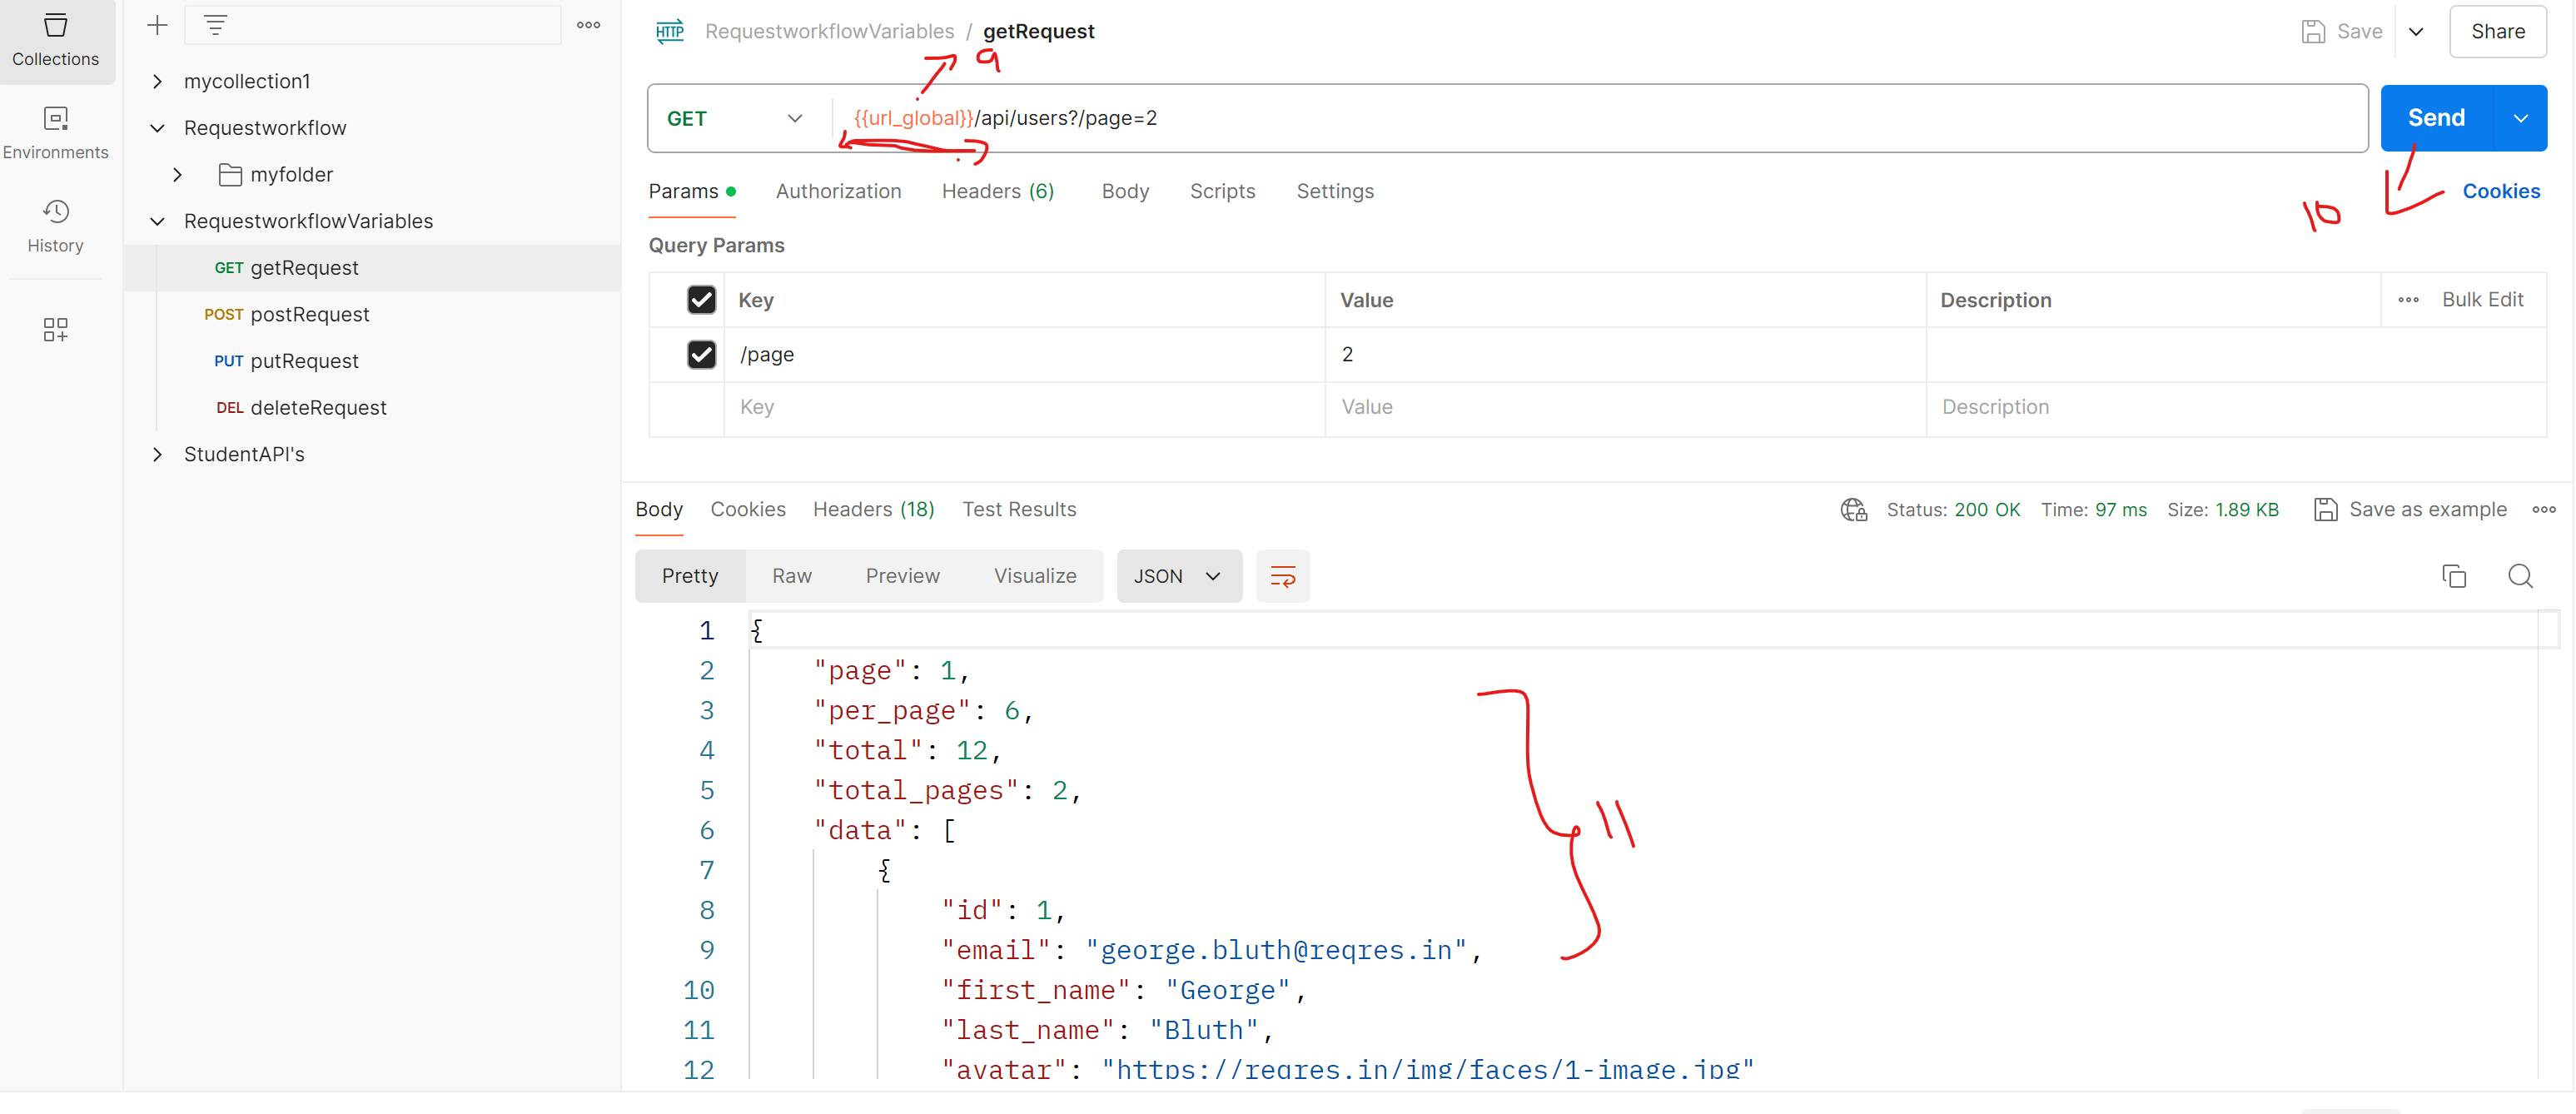 Collections
Environments
History
mycollection1
Requestworkflow
myfolder
RequestworkflowVariables
GET getRequest
POST postRequest
PUT putRequest
DEL deleteRequest
StudentAPI's
HTTP RequestworkflowVariables / getRequest
Save
Share
9
GET {{url_global}}/api/users?/page=2
Send
10
Params Authorization Headers (6) Body Scripts Settings Cookies
Query Params
Key Value Description Bulk Edit
/page 2
Key Value Description
Body Cookies Headers (18) Test Results Status: 200 OK Time: 97 ms Size: 1.89 KB Save as example
Pretty Raw Preview Visualize JSON
1 {
2 "page": 1,
3 "per_page": 6,
4 "total": 12,
5 "total_pages": 2,
6 "data": [
7 {
8 "id": 1,
9 "email": "george.bluth@reqres.in",
10 "first_name": "George",
11 "last_name": "Bluth",
12 "avatar": "https://reqres.in/img/faces/1-image.jpg"
11